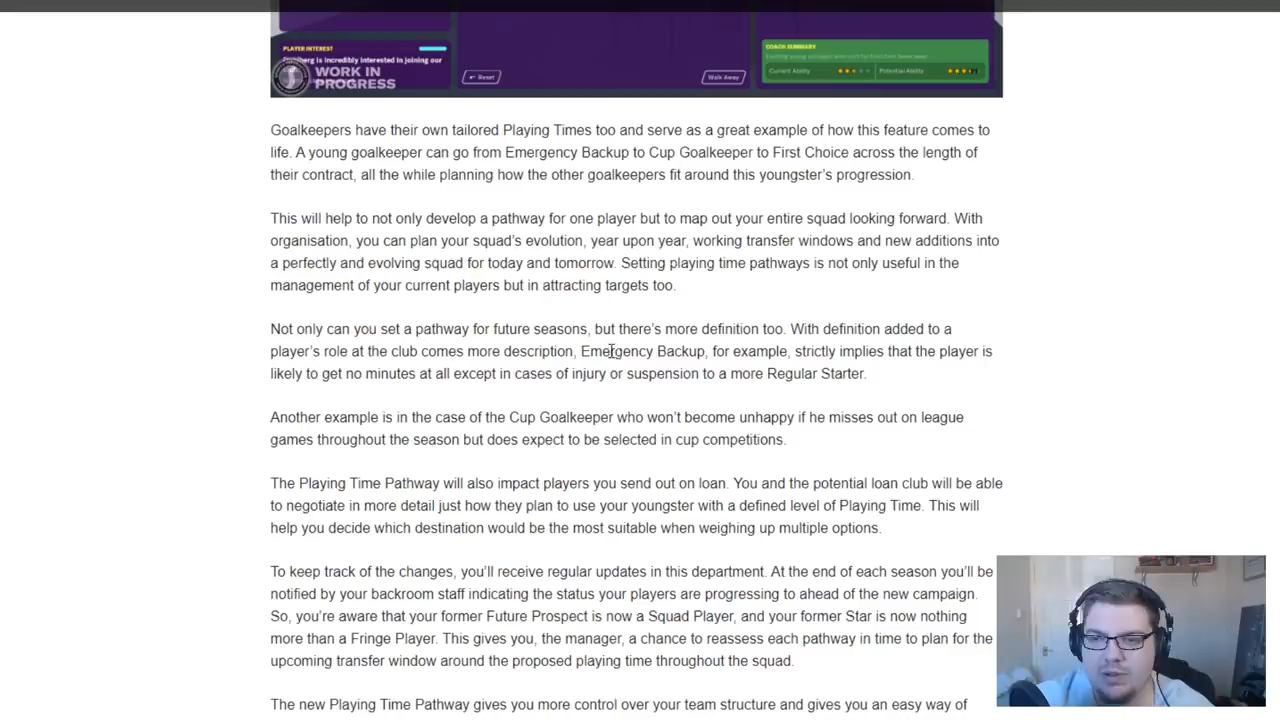 PLAYER INTEREST
is incredibly interested in joining our
WORK IN
PROGRESS
Reset
Walk Away
COACH SUMMARY
Current Ability
Potential Ability
Goalkeepers have their own tailored Playing Times too and serve as a great example of how this feature comes to
life. A young goalkeeper can go from Emergency Backup to Cup Goalkeeper to First Choice across the length of
their contract, all the while planning how the other goalkeepers fit around this youngster’s progression.
This will help to not only develop a pathway for one player but to map out your entire squad looking forward. With
organisation, you can plan your squad’s evolution, year upon year, working transfer windows and new additions into
a perfectly and evolving squad for today and tomorrow. Setting playing time pathways is not only useful in the
management of your current players but in attracting targets too.
Not only can you set a pathway for future seasons, but there’s more definition too. With definition added to a
player’s role at the club comes more description, Emergency Backup, for example, strictly implies that the player is
likely to get no minutes at all except in cases of injury or suspension to a more Regular Starter.
Another example is in the case of the Cup Goalkeeper who won’t become unhappy if he misses out on league
games throughout the season but does expect to be selected in cup competitions.
The Playing Time Pathway will also impact players you send out on loan. You and the potential loan club will be able
to negotiate in more detail just how they plan to use your youngster with a defined level of Playing Time. This will
help you decide which destination would be the most suitable when weighing up multiple options.
To keep track of the changes, you’ll receive regular updates in this department. At the end of each season you’ll be
notified by your backroom staff indicating the status your players are progressing to ahead of the new campaign.
So, you’re aware that your former Future Prospect is now a Squad Player, and your former Star is now nothing
more than a Fringe Player. This gives you, the manager, a chance to reassess each pathway in time to plan for the
upcoming transfer window around the proposed playing time throughout the squad.
The new Playing Time Pathway gives you more control over your team structure and gives you an easy way of